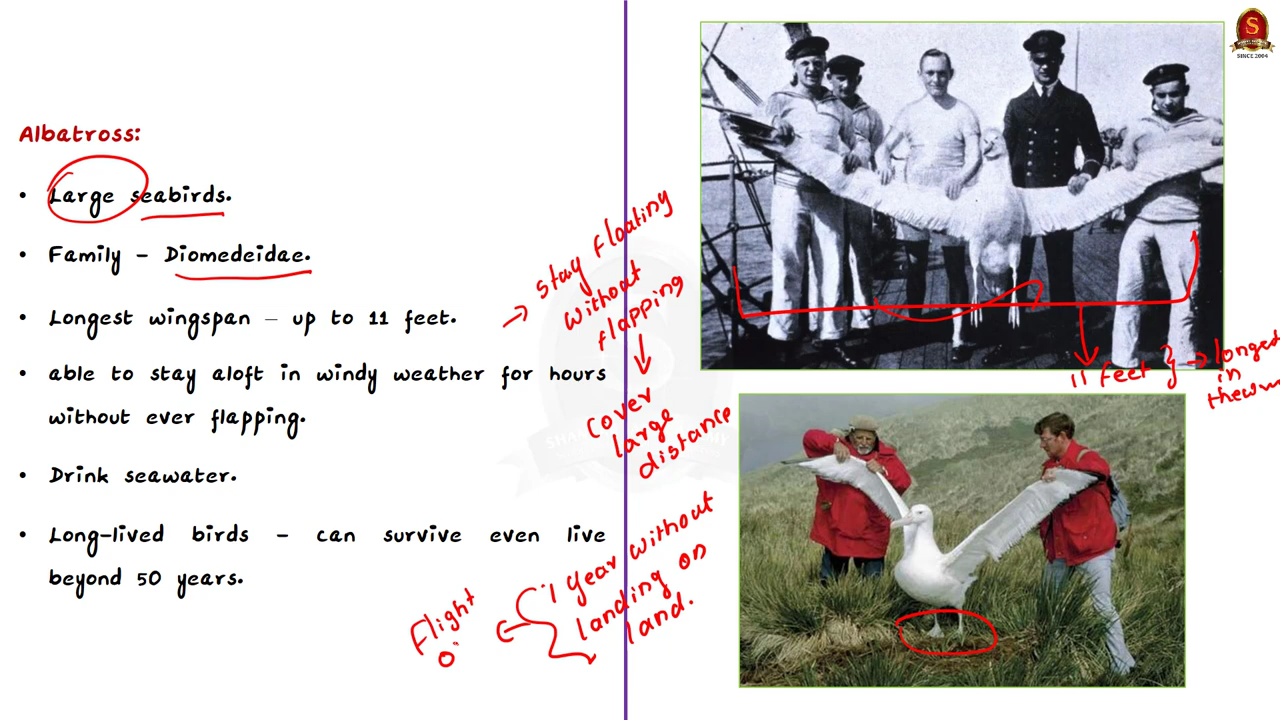 Albatross:
• Large seabirds.
• Family – Diomedeidae.
• Longest wingspan – up to 11 feet.
• able to stay aloft in windy weather for hours
without ever flapping.
• Drink seawater.
• Long-lived birds – can survive even live
beyond 50 years.
→ stay floating
without
flapping
↓
cover
large
distance
Flight
1 year without
landing on
land.
S
SINCE 2004
11 feet } → longest
in